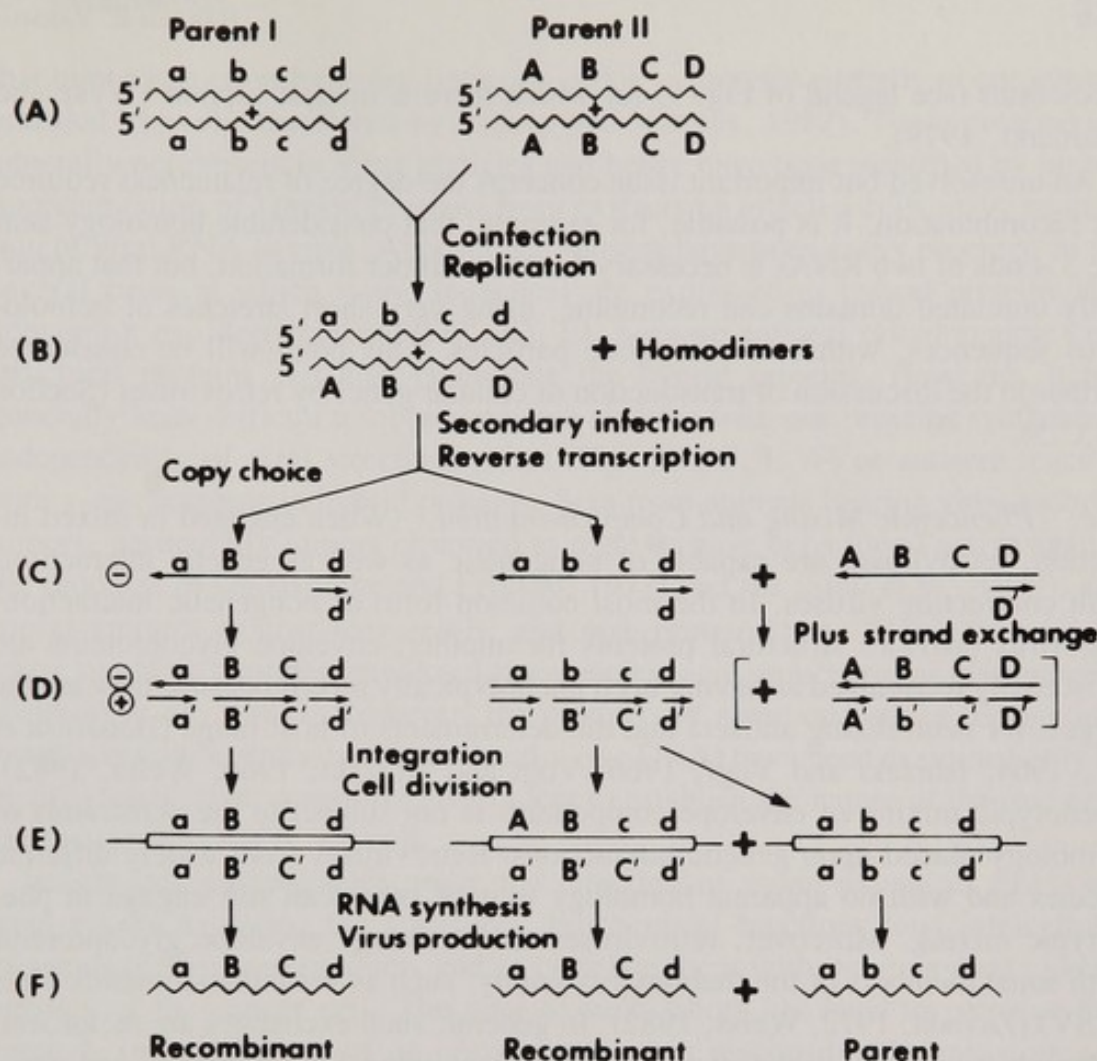 Parent I Parent II
a b c d A B C D
(A) 5' + 5' +
5' 5'
a b c d A B C D
Coinfection
Replication
a b c d
(B) 5' + + Homodimers
5'
A B C D
Secondary infection
Copy choice Reverse transcription
(C) ⊖ a B C d a b c d + A B C D
d' d D'
Plus strand exchange
(D) ⊖ a B C d a b c d [ + A B C D ]
⊕ a' B' C' d' a' B' C' d' A' b' c' D'
Integration
Cell division
(E) a B C d A B c d + a b c d
a' B' C' d' a' B' C' d' a' b' c' d'
RNA synthesis
Virus production
(F) a B C d a B C d + a b c d
Recombinant Recombinant Parent